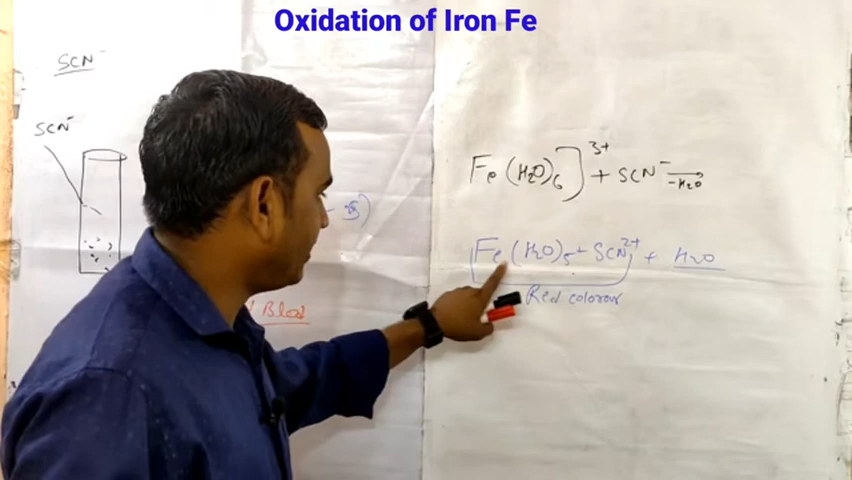 Oxidation of Iron Fe
SCN⁻
SCN⁻
Fe(H₂O)₆]³⁺ + SCN⁻ →
-H₂O
[Fe(H₂O)₅⁻ SCN]²⁺ + H₂O
Red colorour